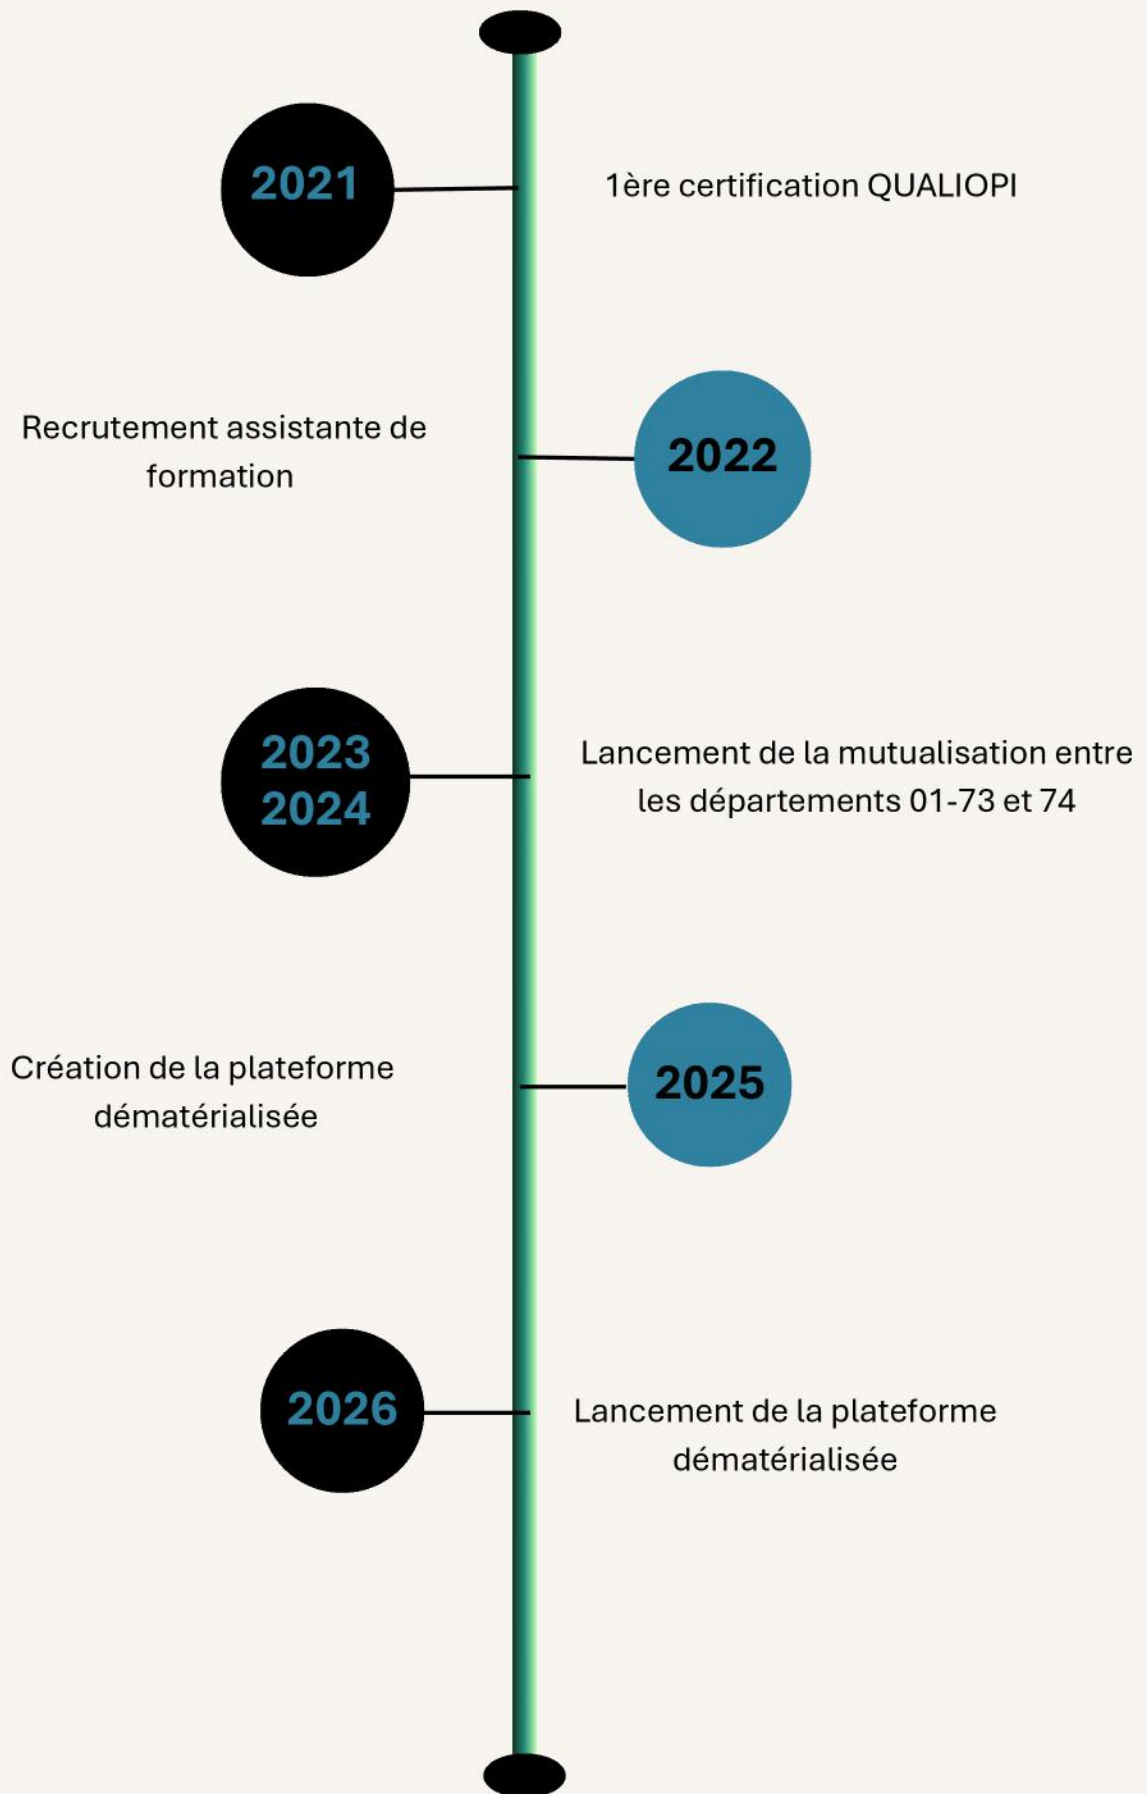 2021
1ère certification QUALIOPI
Recrutement assistante de
formation
2022
2023
2024
Lancement de la mutualisation entre
les départements 01-73 et 74
Création de la plateforme
dématérialisée
2025
2026
Lancement de la plateforme
dématérialisée